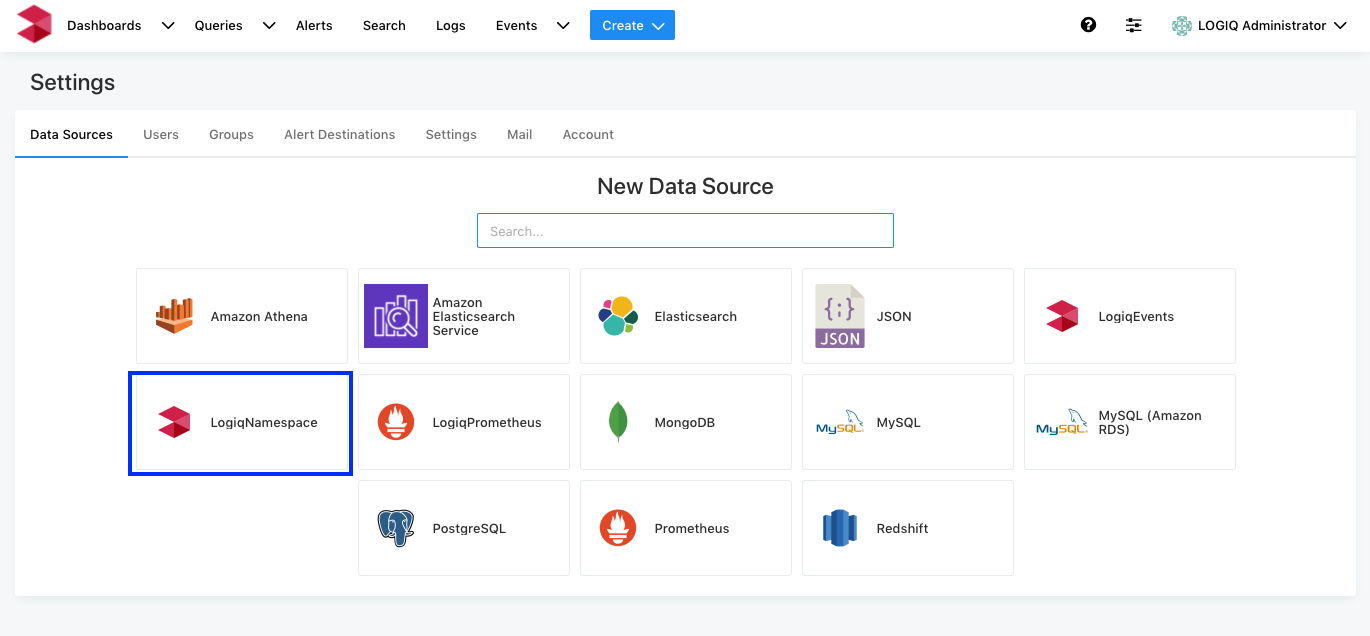 Dashboards Queries Alerts Search Logs Events Create LOGIQ Administrator
Settings
Data Sources Users Groups Alert Destinations Settings Mail Account
New Data Source
Search...
Amazon Athena
Amazon
Elasticsearch
Service
Elasticsearch
{:}
JSON
JSON
LogiqEvents
LogiqNamespace
LogiqPrometheus
MongoDB
MySQL
MySQL
MySQL
MySQL (Amazon
RDS)
PostgreSQL
Prometheus
Redshift